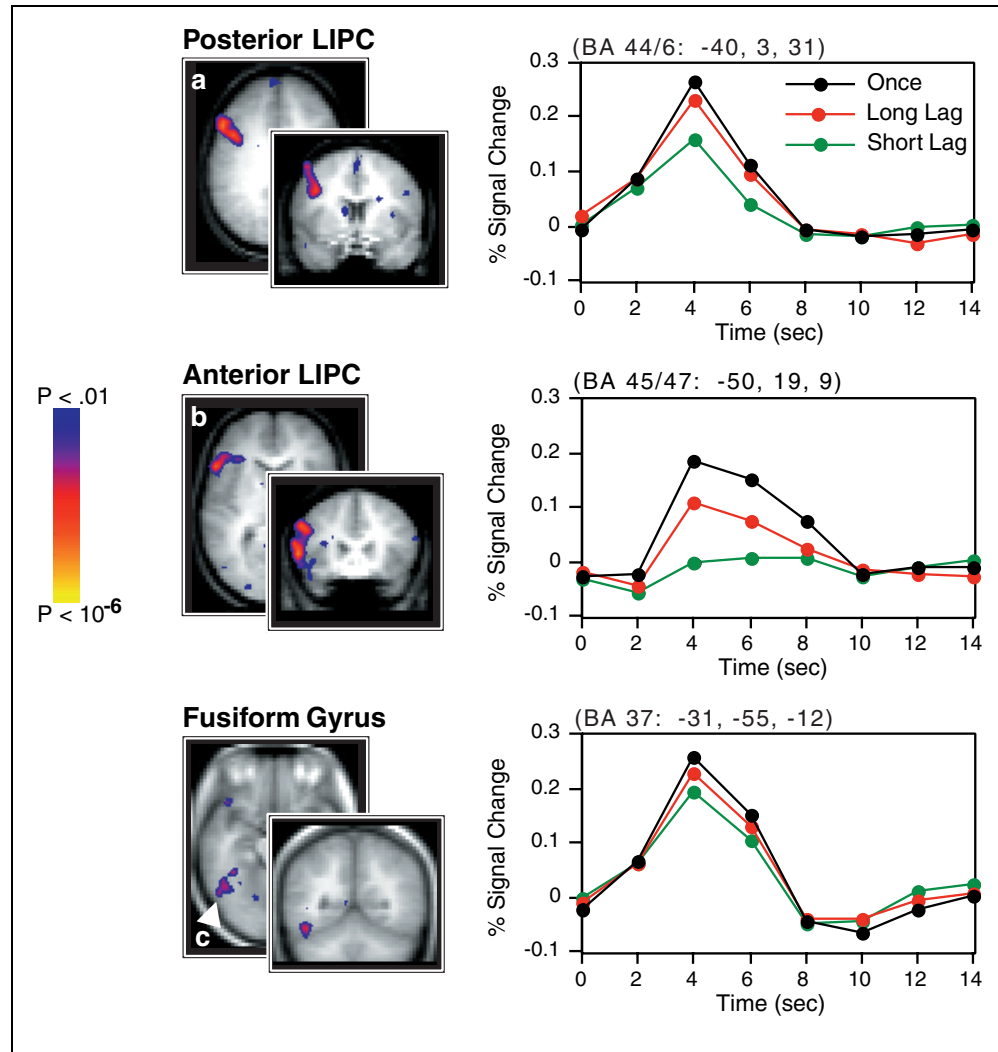 Posterior LIPC
a
(BA 44/6: -40, 3, 31)
0.3
0.2
0.1
0
-0.1
% Signal Change
Once
Long Lag
Short Lag
0 2 4 6 8 10 12 14
Time (sec)
P < .01
P < 10-6
Anterior LIPC
b
(BA 45/47: -50, 19, 9)
0.3
0.2
0.1
0
-0.1
% Signal Change
0 2 4 6 8 10 12 14
Time (sec)
Fusiform Gyrus
c
(BA 37: -31, -55, -12)
0.3
0.2
0.1
0
-0.1
% Signal Change
0 2 4 6 8 10 12 14
Time (sec)